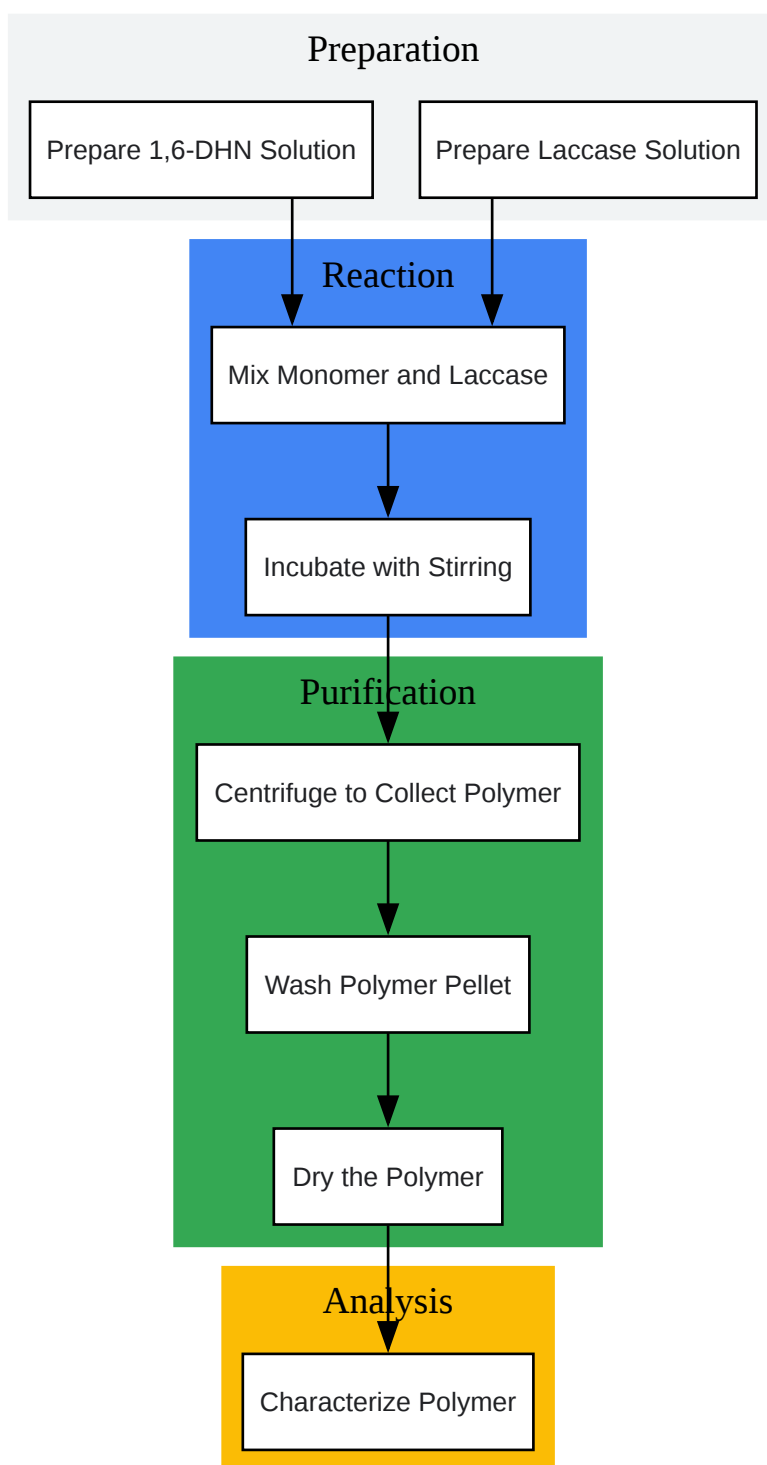 Preparation
Prepare 1,6-DHN Solution
Prepare Laccase Solution
Reaction
Mix Monomer and Laccase
Incubate with Stirring
Purification
Centrifuge to Collect Polymer
Wash Polymer Pellet
Dry the Polymer
Analysis
Characterize Polymer